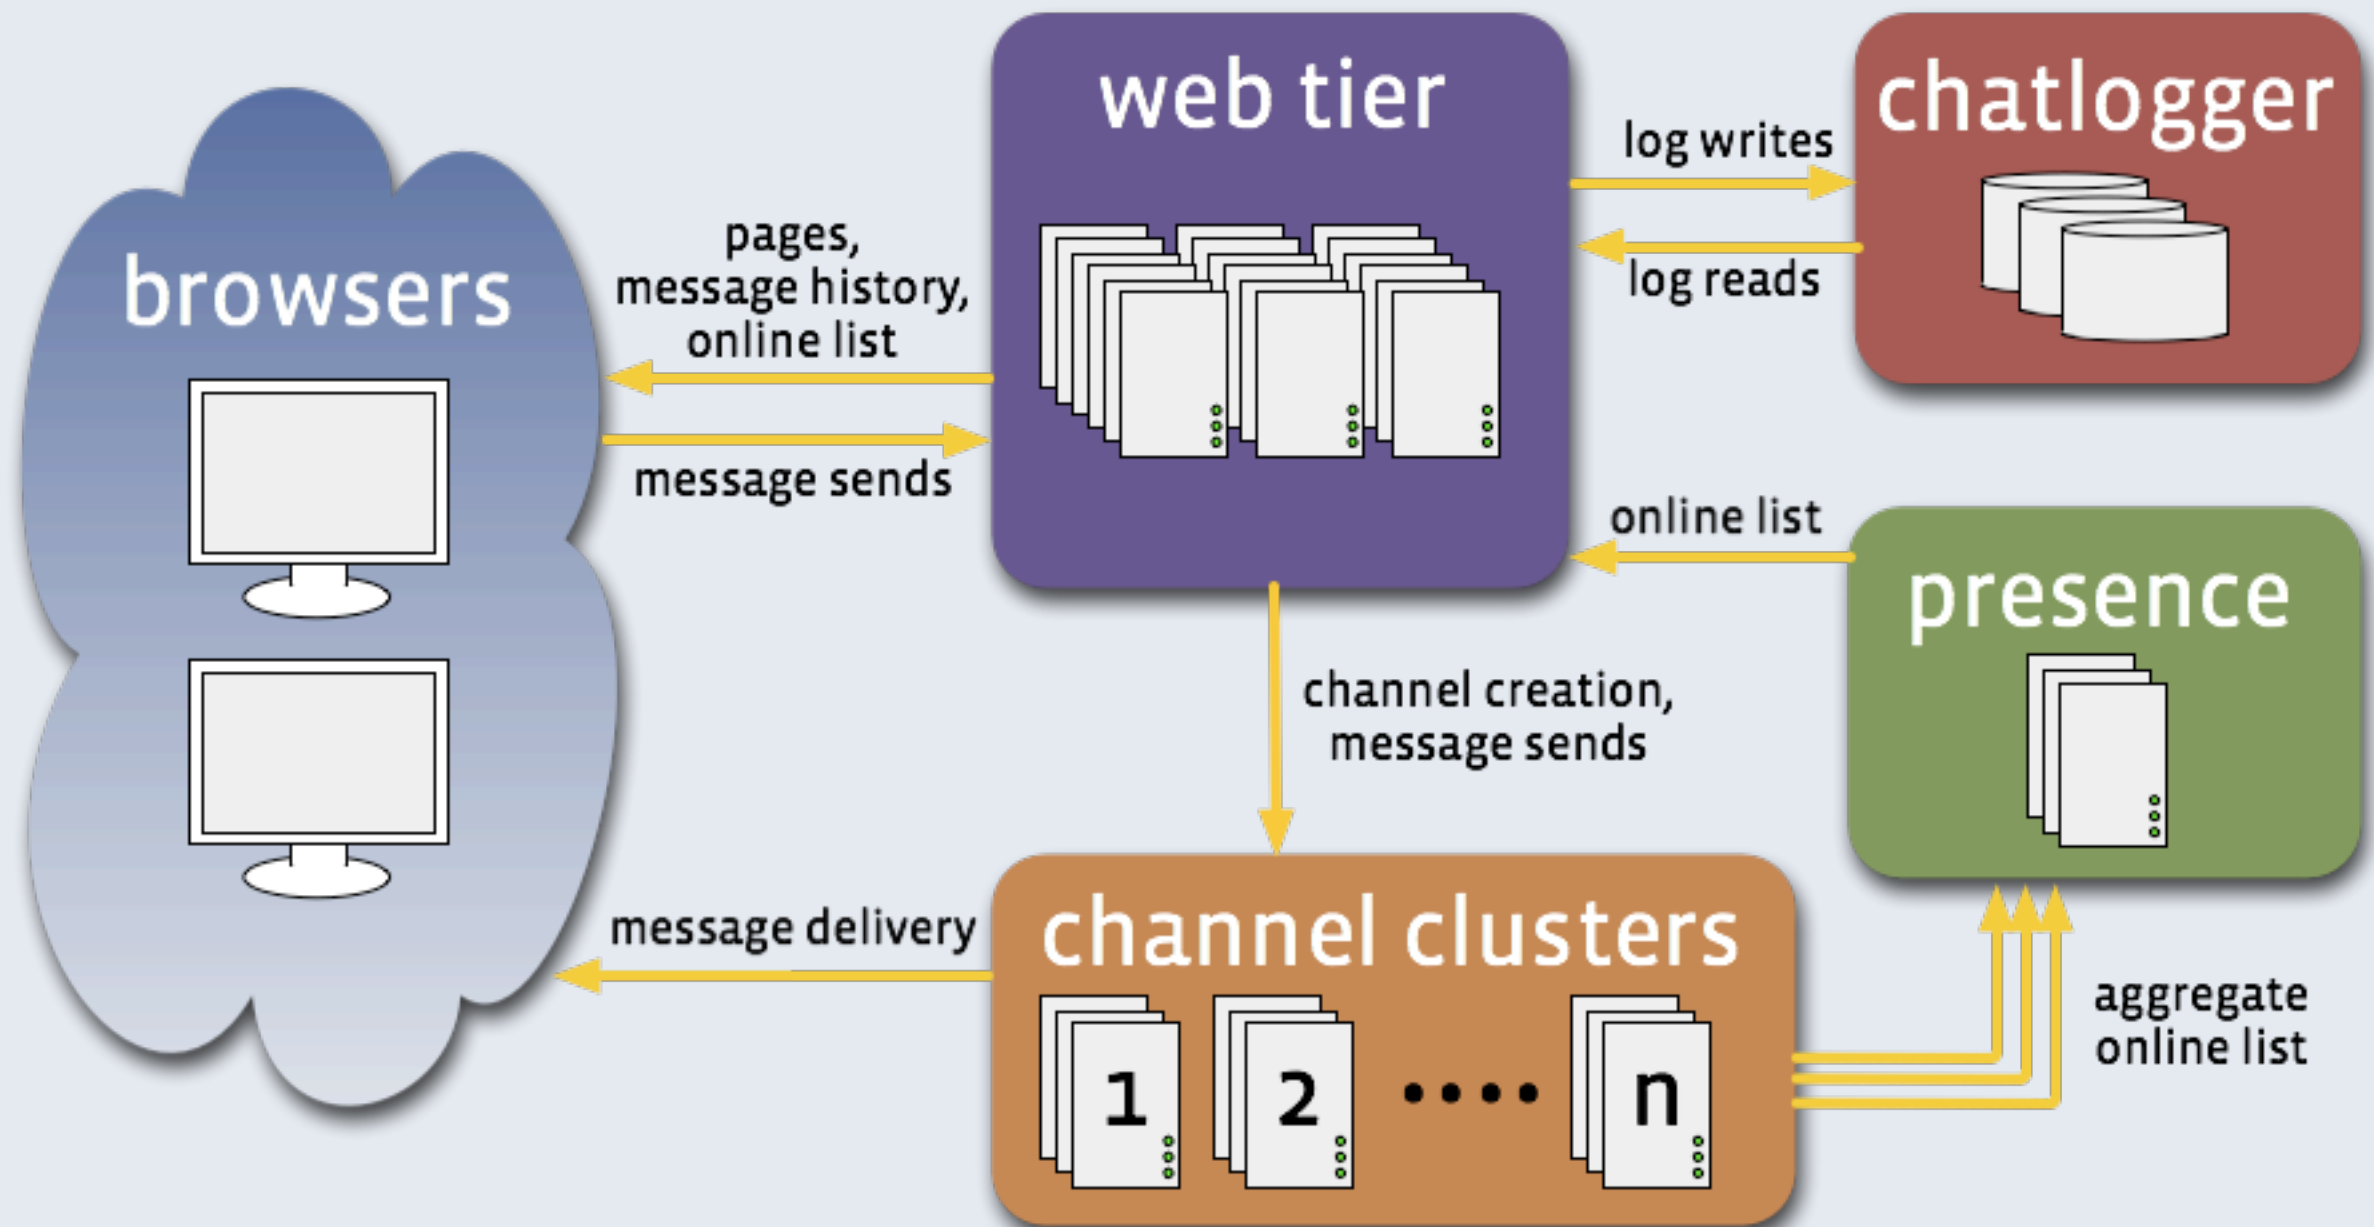 web tier
chatlogger
log writes
log reads
browsers
pages,
message history,
online list
message sends
online list
presence
channel creation,
message sends
message delivery
channel clusters
1
2
n
aggregate
online list